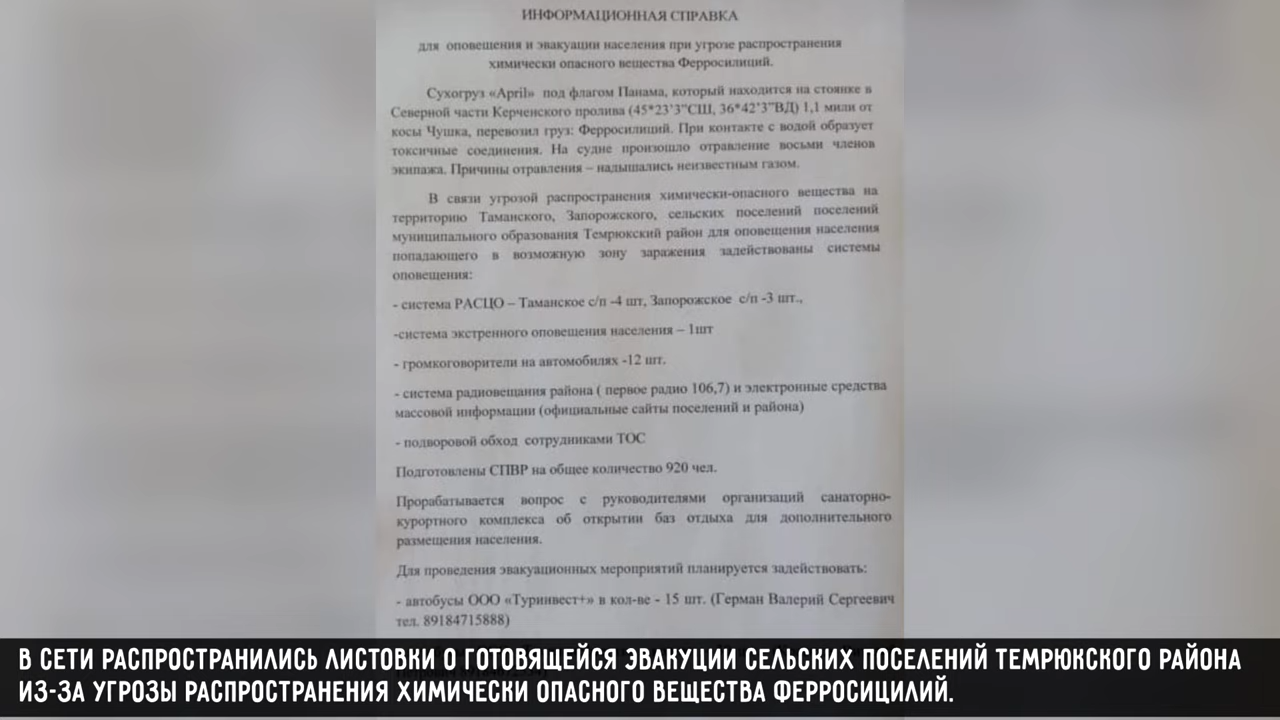 ИНФОРМАЦИОННАЯ СПРАВКА
для оповещения и эвакуации населения при угрозе распространения
химически опасного вещества Ферросилиций.
Сухогруз «April» под флагом Панама, который находится на стоянке в
Северной части Керченского пролива (45*23’3”СШ, 36*42’3”ВД) 1,1 мили от
косы Чушка, перевозил груз: Ферросилиций. При контакте с водой образует
токсичные соединения. На судне произошло отравление восьми членов
экипажа. Причины отравления – надышались неизвестным газом.
В связи угрозой распространения химически-опасного вещества на
территорию Таманского, Запорожского, сельских поселений поселений
муниципального образования Темрюкский район для оповещения населения
попадающего в возможную зону заражения задействованы системы
оповещения:
- система РАСЦО – Таманское с/п -4 шт, Запорожское с/п -3 шт.,
-система экстренного оповещения населения – 1шт
- громкоговорители на автомобилях -12 шт.
- система радиовещания района ( первое радио 106,7) и электронные средства
массовой информации (официальные сайты поселений и района)
- подворовой обход сотрудниками ТОС
Подготовлены СПВР на общее количество 920 чел.
Прорабатывается вопрос с руководителями организаций санаторно-
курортного комплекса об открытии баз отдыха для дополнительного
размещения населения.
Для проведения эвакуационных мероприятий планируется задействовать:
- автобусы ООО «Туринвест+» в кол-ве - 15 шт. (Герман Валерий Сергеевич
тел. 89184715888)
В СЕТИ РАСПРОСТРАНИЛИСЬ ЛИСТОВКИ О ГОТОВЯЩЕЙСЯ ЭВАКУЦИИ СЕЛЬСКИХ ПОСЕЛЕНИЙ ТЕМРЮКСКОГО РАЙОНА
ИЗ-ЗА УГРОЗЫ РАСПРОСТРАНЕНИЯ ХИМИЧЕСКИ ОПАСНОГО ВЕЩЕСТВА ФЕРРОСИЦИЛИЙ.